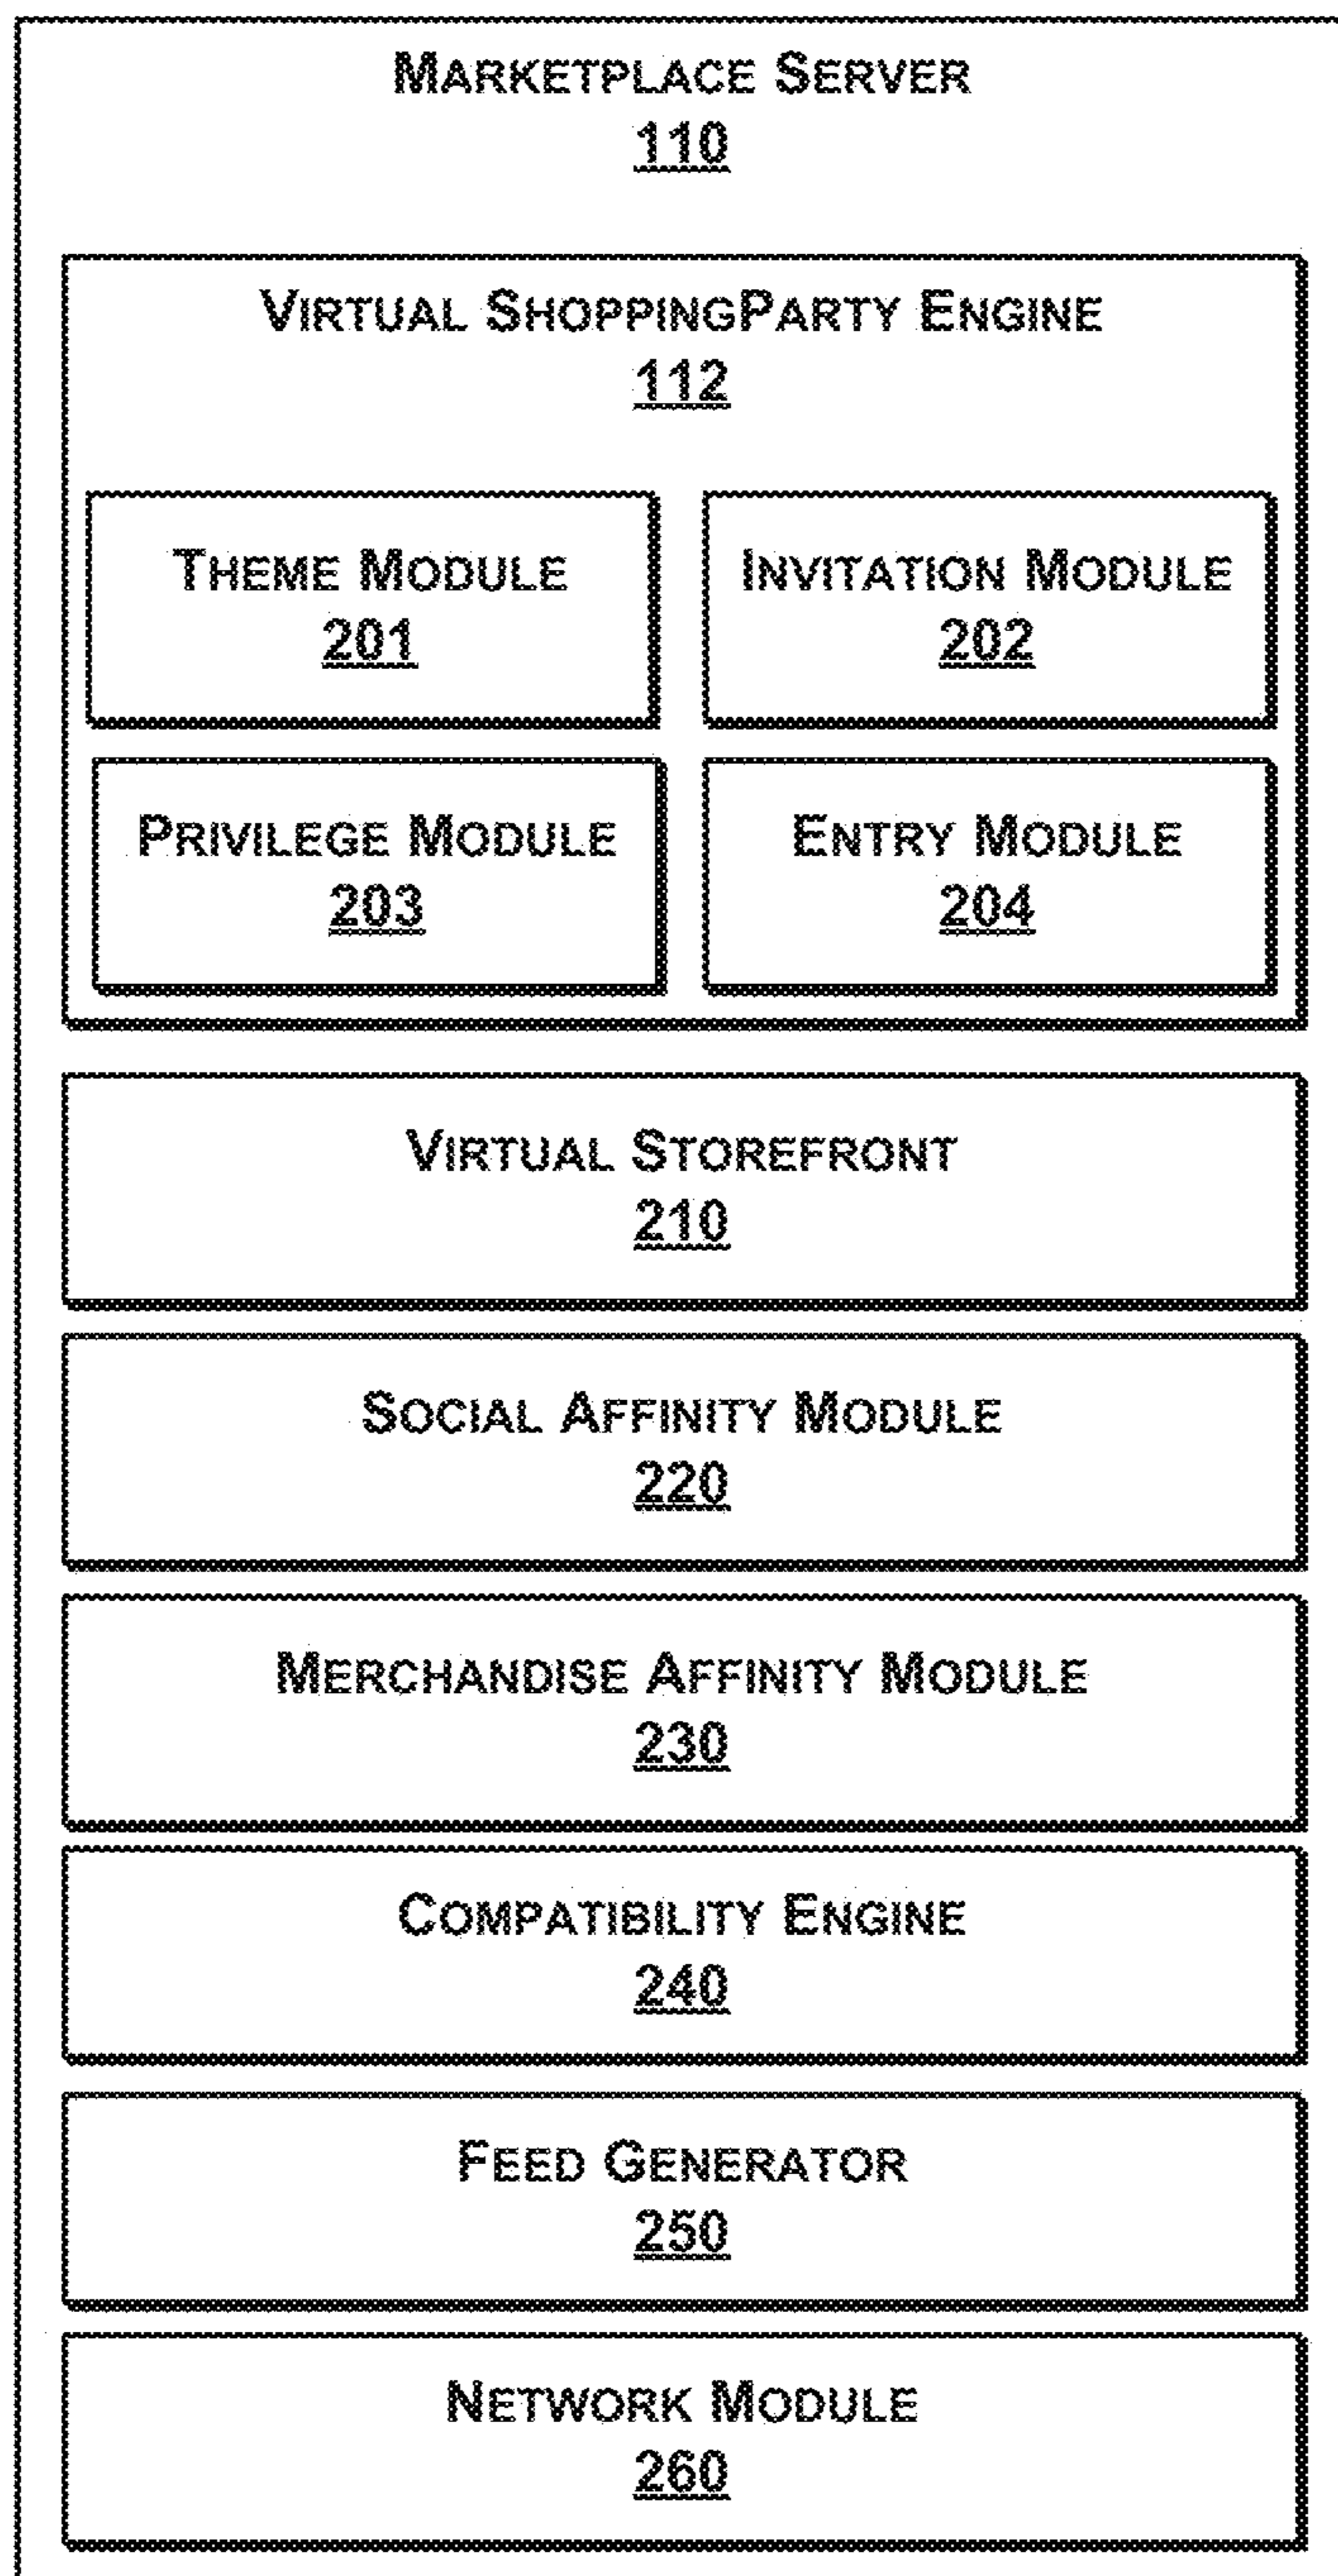 MARKETPLACE SERVER
110
VIRTUAL SHOPPINGPARTY ENGINE
112
THEME MODULE
201
INVITATION MODULE
202
PRIVILEGE MODULE
203
ENTRY MODULE
204
VIRTUAL STOREFRONT
210
SOCIAL AFFINITY MODULE
220
MERCHANDISE AFFINITY MODULE
230
COMPATIBILITY ENGINE
240
FEED GENERATOR
250
NETWORK MODULE
260